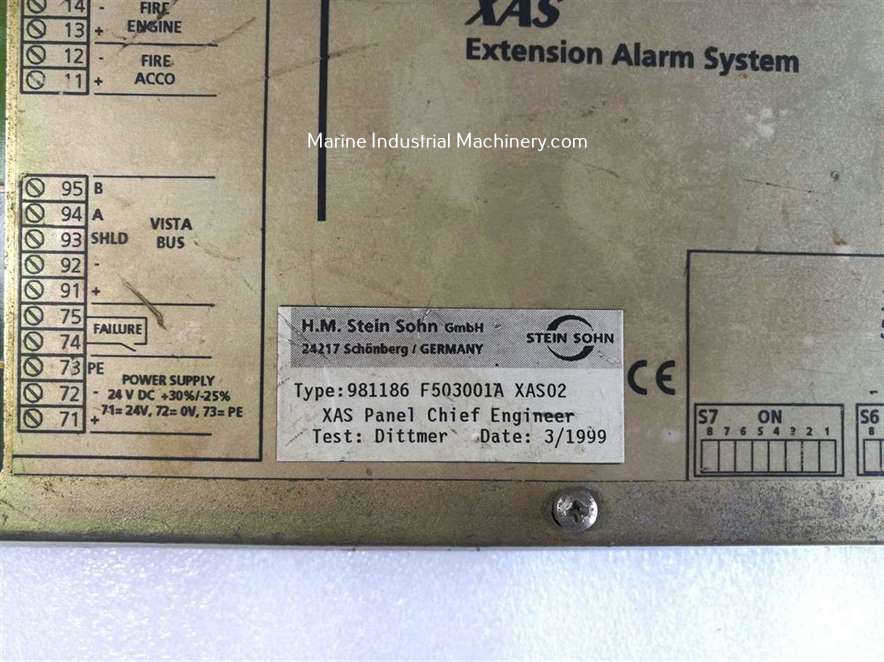 14 - FIRE
13 + ENGINE
12 - FIRE
11 + ACCO
XAS
Extension Alarm System
Marine Industrial Machinery.com
95 B
94 A VISTA
93 SHLD BUS
92 -
91 +
75
FAILURE
74
73 PE
POWER SUPPLY
72 - 24 V DC +30%/-25%
71 + 71= 24V, 72= 0V, 73= PE
H.M. Stein Sohn GmbH
24217 Schönberg / GERMANY
STEIN SOHN
Type:981186 F503001A XAS02
XAS Panel Chief Engineer
Test: Dittmer Date: 3/1999
CE
S7 ON
8 7 6 5 4 3 2 1
S6
8